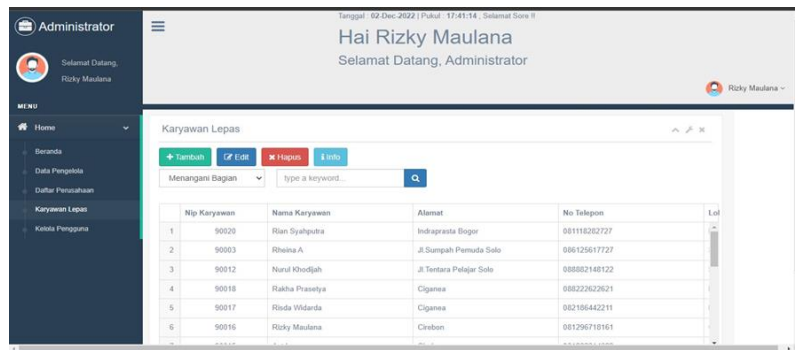 Administrator
Tanggal : 02-Dec-2022 | Pukul : 17:41:14 , Selamat Sore !!
Hai Rizky Maulana
Selamat Datang, Administrator
Selamat Datang,
Rizky Maulana
Rizky Maulana
MENU
Home
Beranda
Data Pengelola
Daftar Perusahaan
Karyawan Lepas
Kelola Pengguna
Karyawan Lepas
+ Tambah Edit Hapus Info
Menangani Bagian type a keyword...
Nip Karyawan Nama Karyawan Alamat No Telepon Lol
1 90020 Rian Syahputra Indraprasta Bogor 081118282727
2 90003 Rheina A Jl.Sumpah Pemuda Solo 086125617727
3 90012 Nurul Khodijah Jl.Tentara Pelajar Solo 088882148122
4 90018 Rakha Prasetya Ciganea 088222622621
5 90017 Risda Widarda Ciganea 082186442211
6 90016 Rizky Maulana Cirebon 081296718161